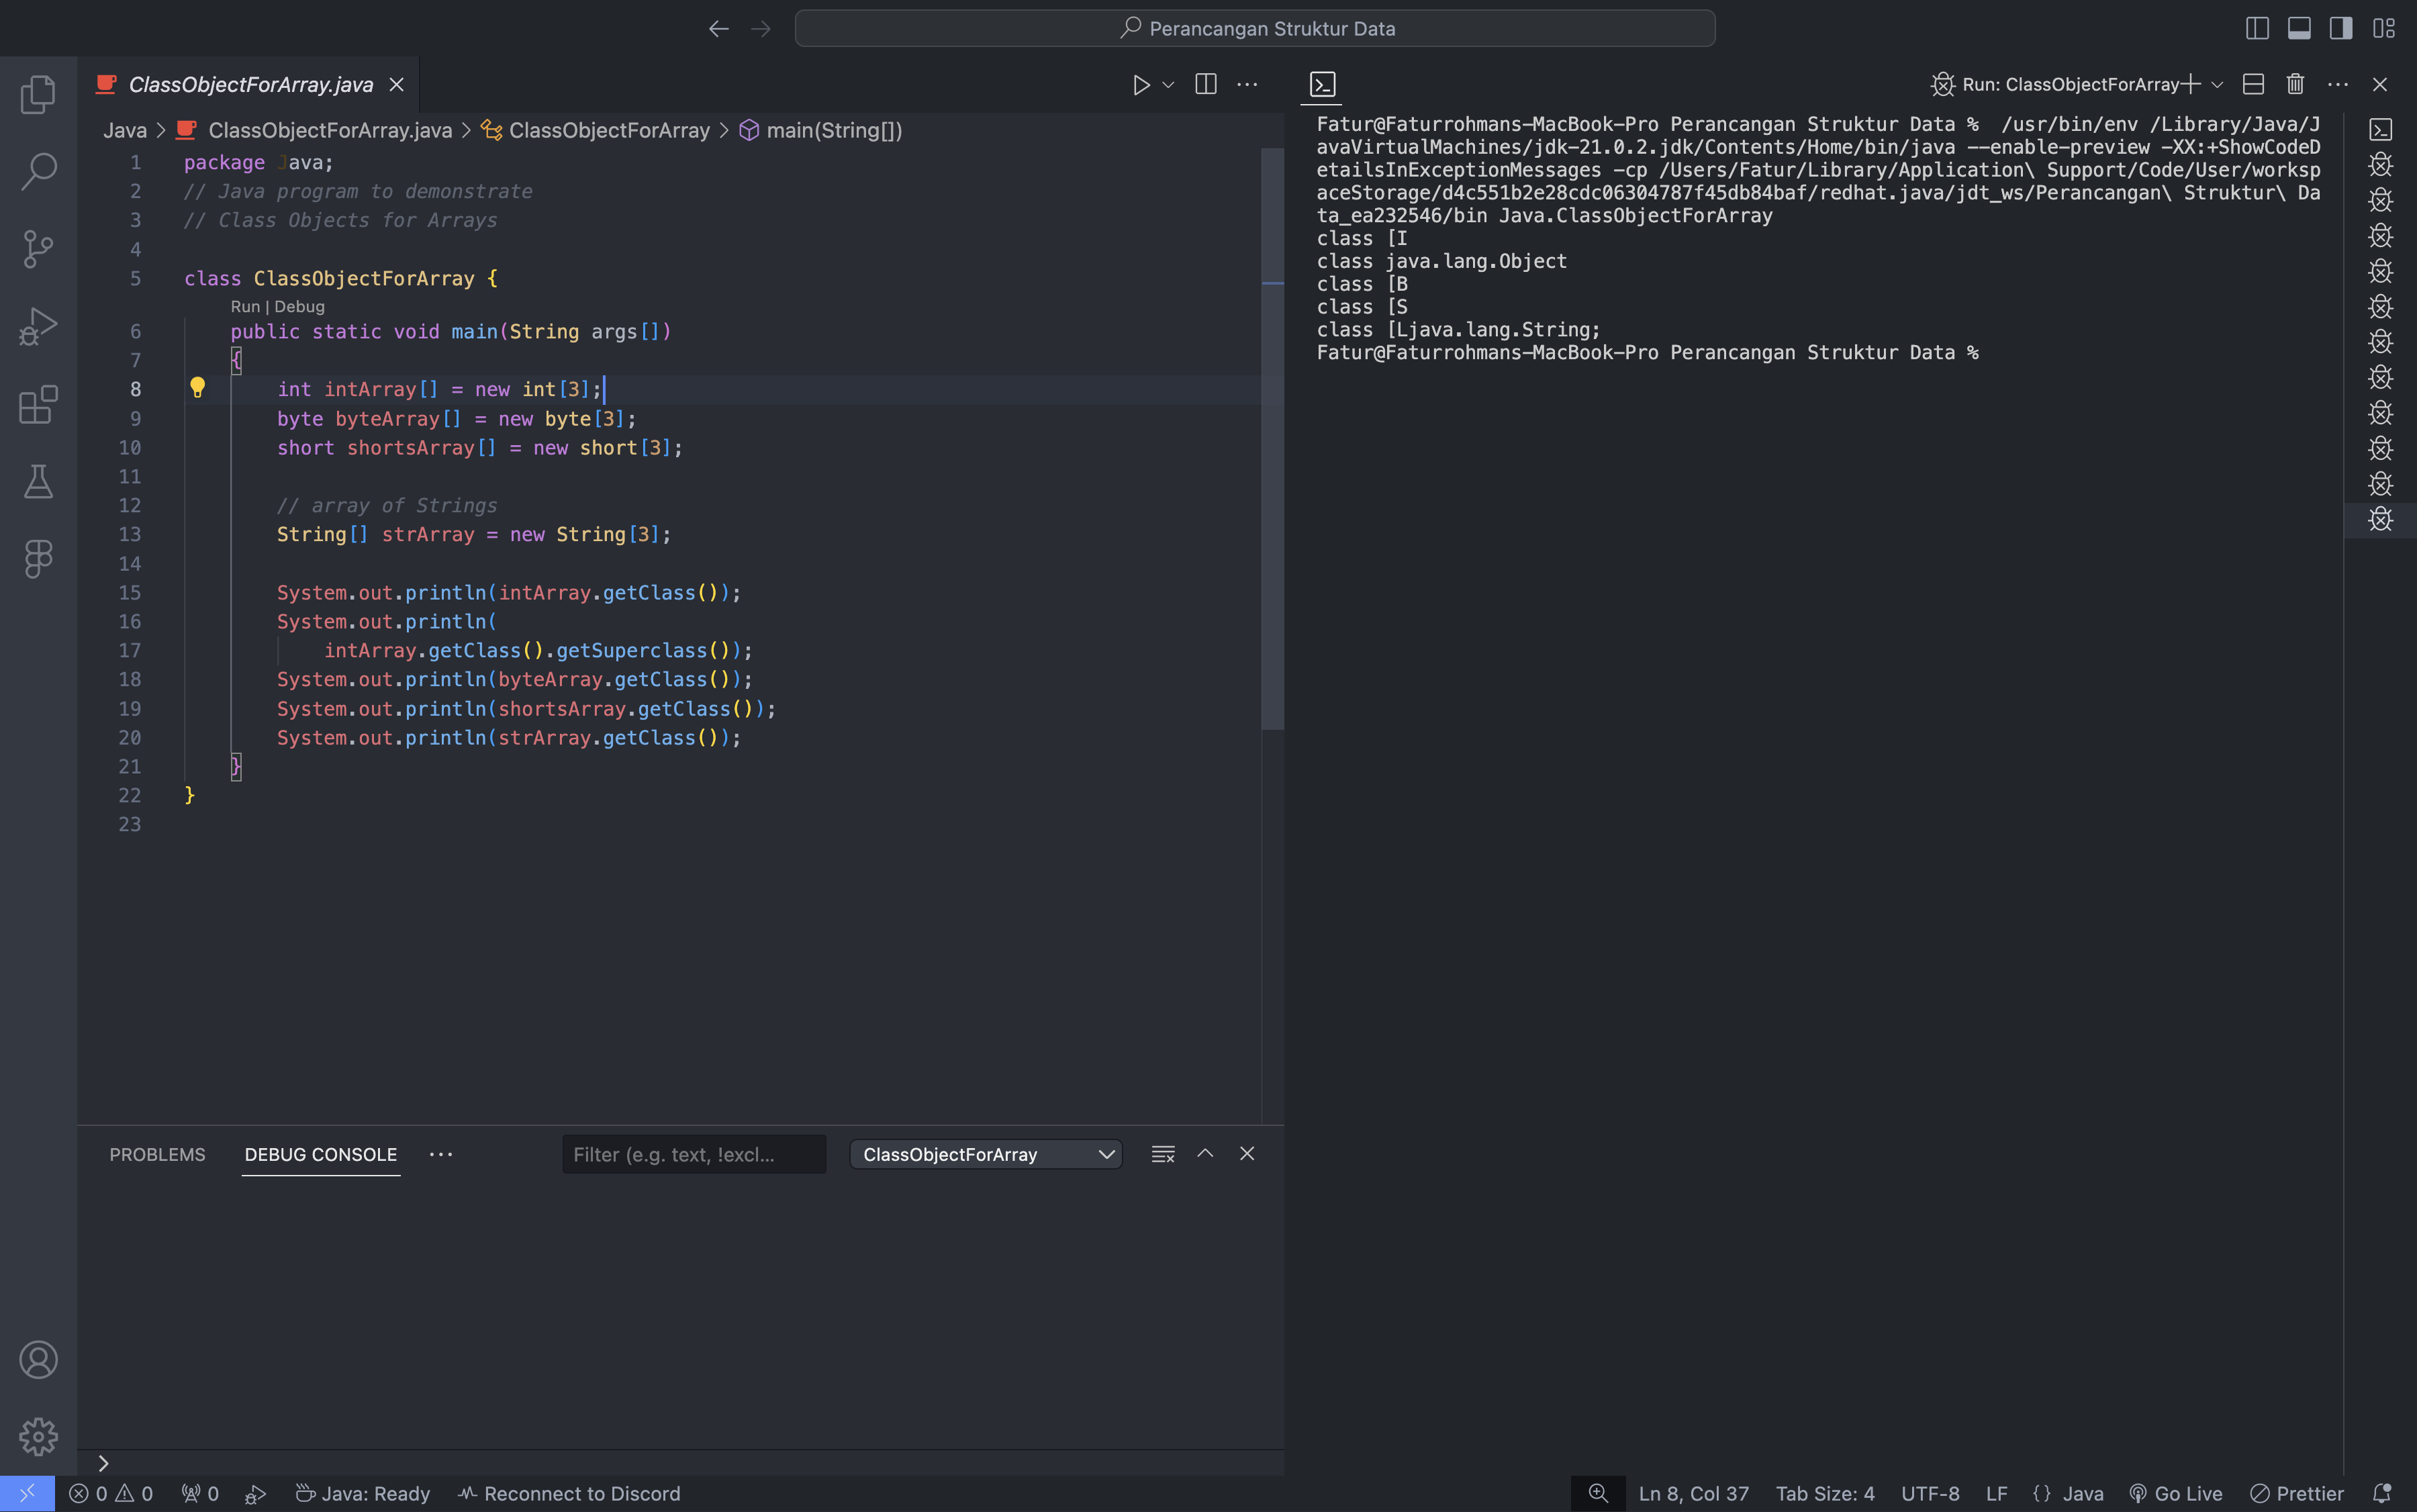 Perancangan Struktur Data
ClassObjectForArray.java
Java > ClassObjectForArray.java > ClassObjectForArray > main(String[])
1 package Java;
2 // Java program to demonstrate
3 // Class Objects for Arrays
4
5 class ClassObjectForArray {
Run | Debug
6 public static void main(String args[])
7 {
8 int intArray[] = new int[3];
9 byte byteArray[] = new byte[3];
10 short shortsArray[] = new short[3];
11
12 // array of Strings
13 String[] strArray = new String[3];
14
15 System.out.println(intArray.getClass());
16 System.out.println(
17 intArray.getClass().getSuperclass());
18 System.out.println(byteArray.getClass());
19 System.out.println(shortsArray.getClass());
20 System.out.println(strArray.getClass());
21 }
22 }
23
PROBLEMS DEBUG CONSOLE
Filter (e.g. text, !excl...
ClassObjectForArray
Run: ClassObjectForArray
Fatur@Faturrohmans-MacBook-Pro Perancangan Struktur Data % /usr/bin/env /Library/Java/J
avaVirtualMachines/jdk-21.0.2.jdk/Contents/Home/bin/java --enable-preview -XX:+ShowCodeD
etailsInExceptionMessages -cp /Users/Fatur/Library/Application\ Support/Code/User/worksp
aceStorage/d4c551b2e28cdc06304787f45db84baf/redhat.java/jdt_ws/Perancangan\ Struktur\ Da
ta_ea232546/bin Java.ClassObjectForArray
class [I
class java.lang.Object
class [B
class [S
class [Ljava.lang.String;
Fatur@Faturrohmans-MacBook-Pro Perancangan Struktur Data %
0 0 0 Java: Ready Reconnect to Discord
Ln 8, Col 37 Tab Size: 4 UTF-8 LF {} Java Go Live Prettier